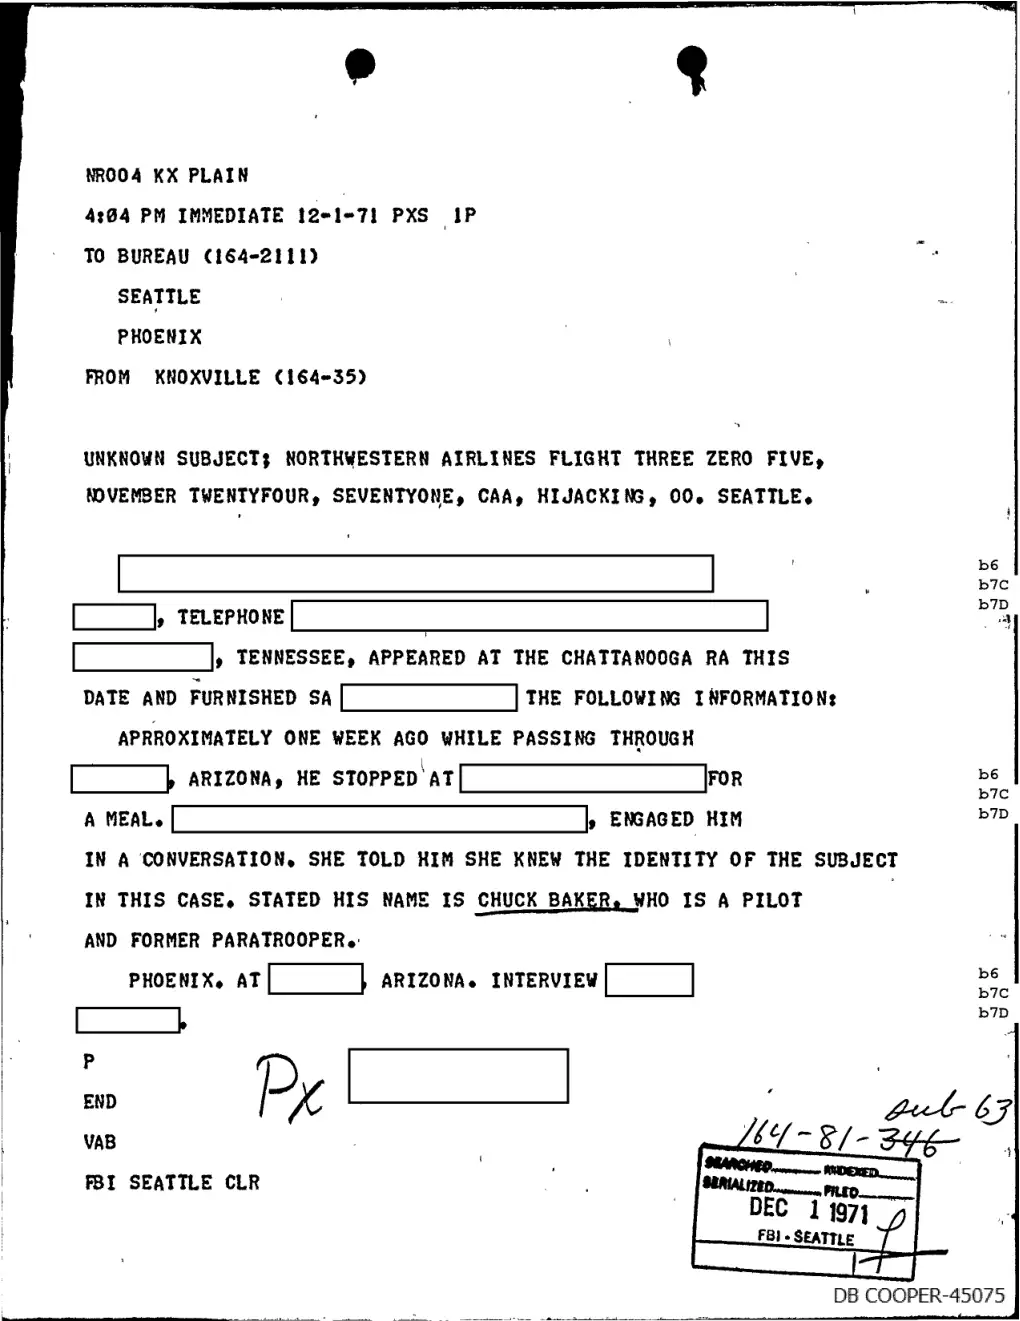 NR004 KX PLAIN
4:04 PM IMMEDIATE 12-1-71 PXS 1P
TO BUREAU (164-2111)
SEATTLE
PHOENIX
FROM KNOXVILLE (164-35)
UNKNOWN SUBJECT; NORTHWESTERN AIRLINES FLIGHT THREE ZERO FIVE,
NOVEMBER TWENTYFOUR, SEVENTYONE, CAA, HIJACKING, OO. SEATTLE.
b6
b7C
b7D
, TELEPHONE
, TENNESSEE, APPEARED AT THE CHATTANOOGA RA THIS
DATE AND FURNISHED SA THE FOLLOWING INFORMATION:
APRROXIMATELY ONE WEEK AGO WHILE PASSING THROUGH
, ARIZONA, HE STOPPED AT FOR
b6
b7C
b7D
A MEAL. , ENGAGED HIM
IN A CONVERSATION. SHE TOLD HIM SHE KNEW THE IDENTITY OF THE SUBJECT
IN THIS CASE. STATED HIS NAME IS CHUCK BAKER. WHO IS A PILOT
AND FORMER PARATROOPER.
PHOENIX. AT , ARIZONA. INTERVIEW
.
b6
b7C
b7D
P
END
VAB
FBI SEATTLE CLR
Px
sub 63
164-81-346
SEARCHED INDEXED
SERIALIZED FILED
DEC 1 1971
FBI - SEATTLE
DB COOPER-45075